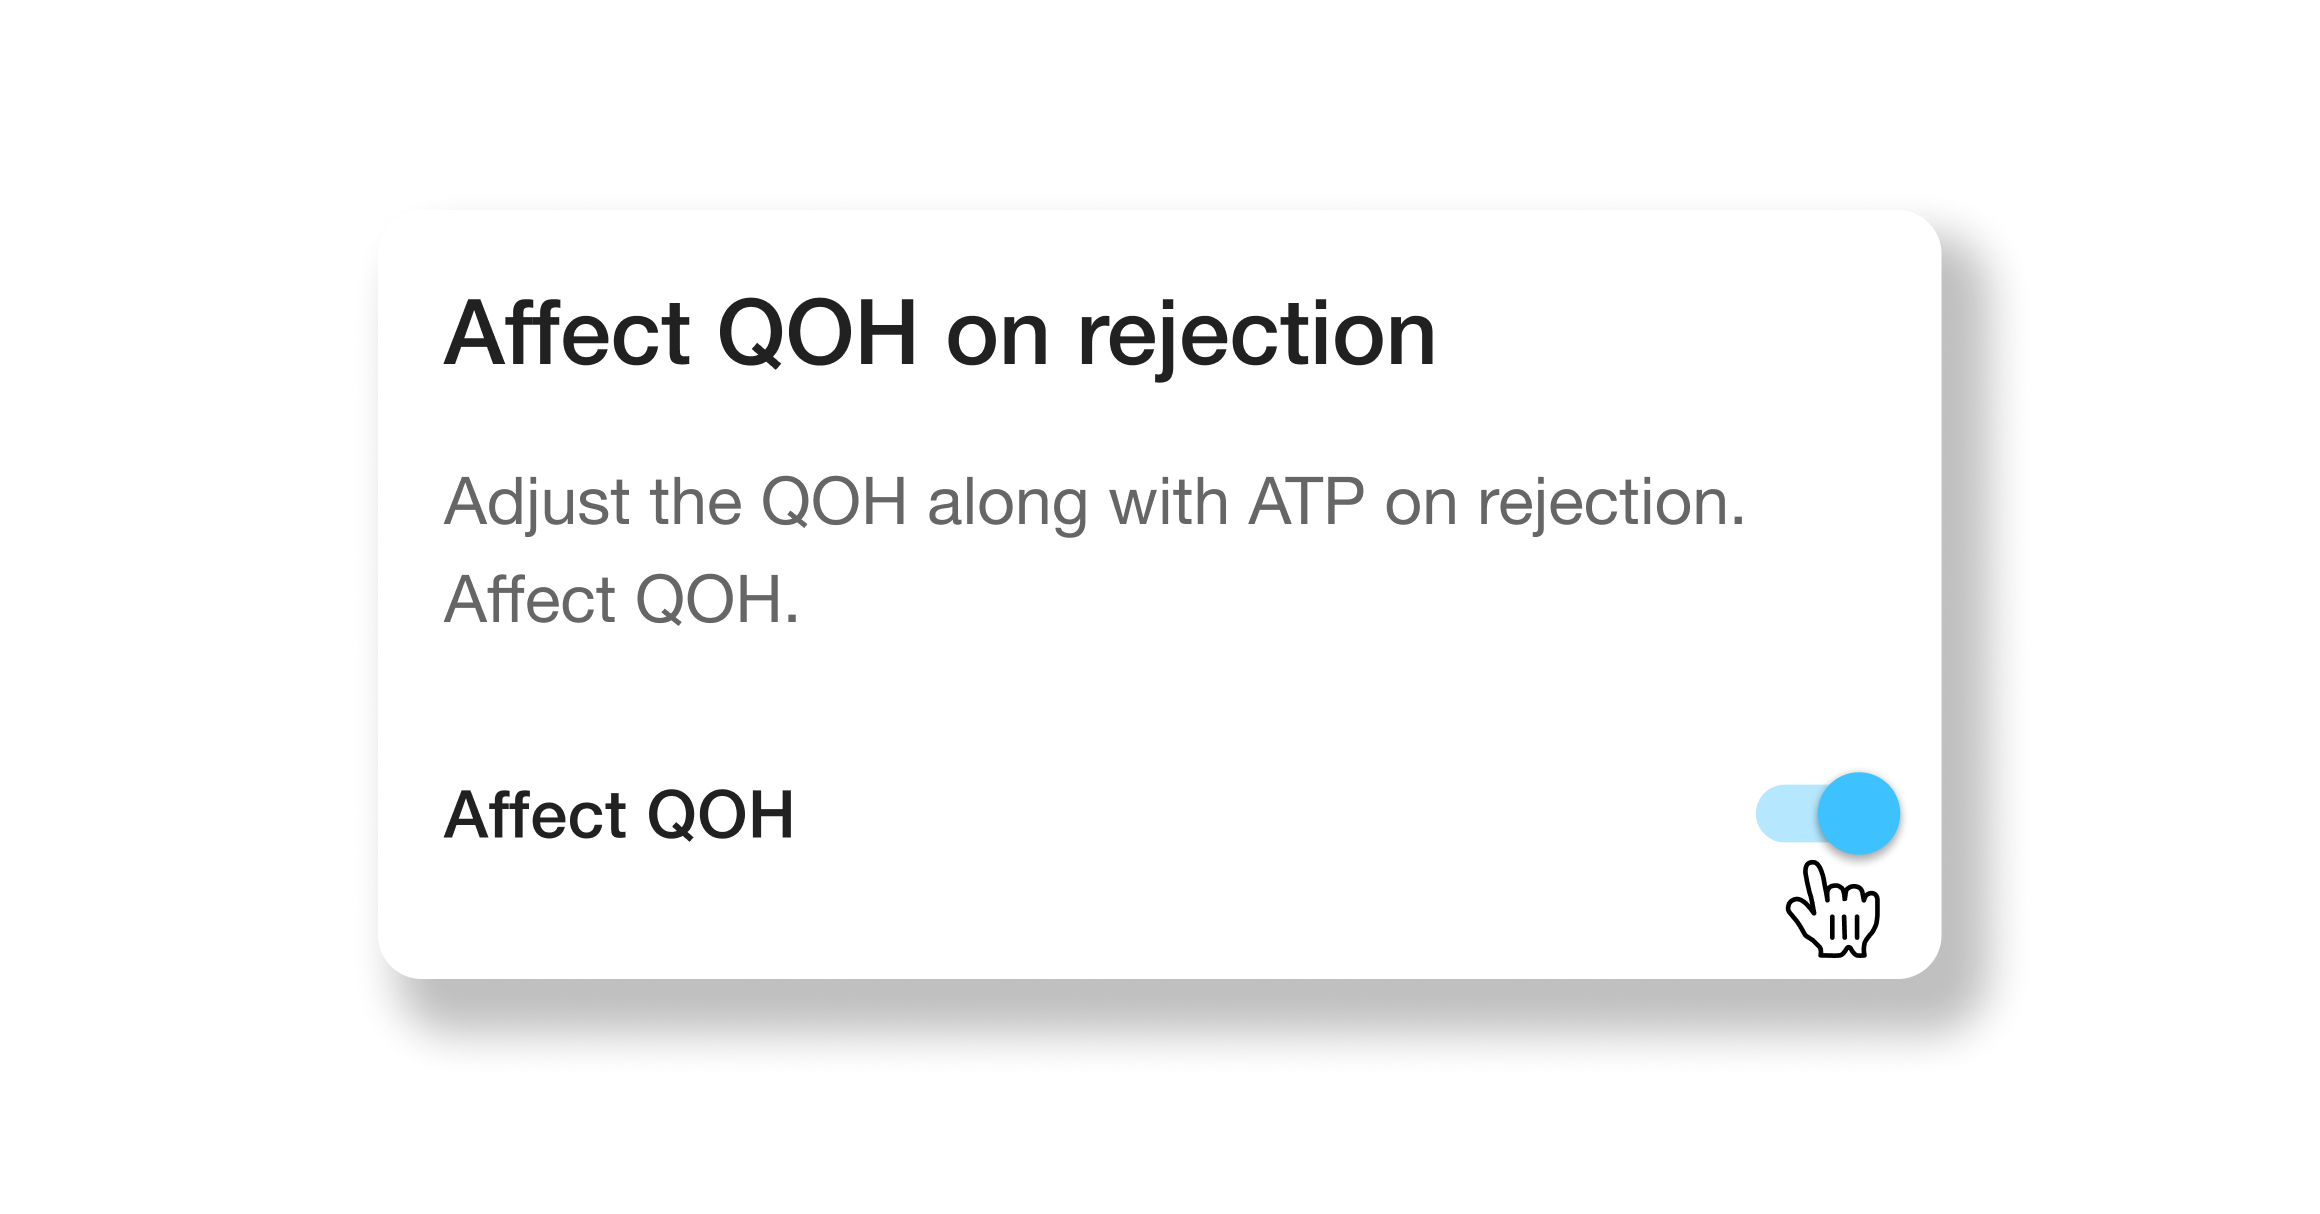 Affect QOH on rejection
Adjust the QOH along with ATP on rejection.
Affect QOH.
Affect QOH